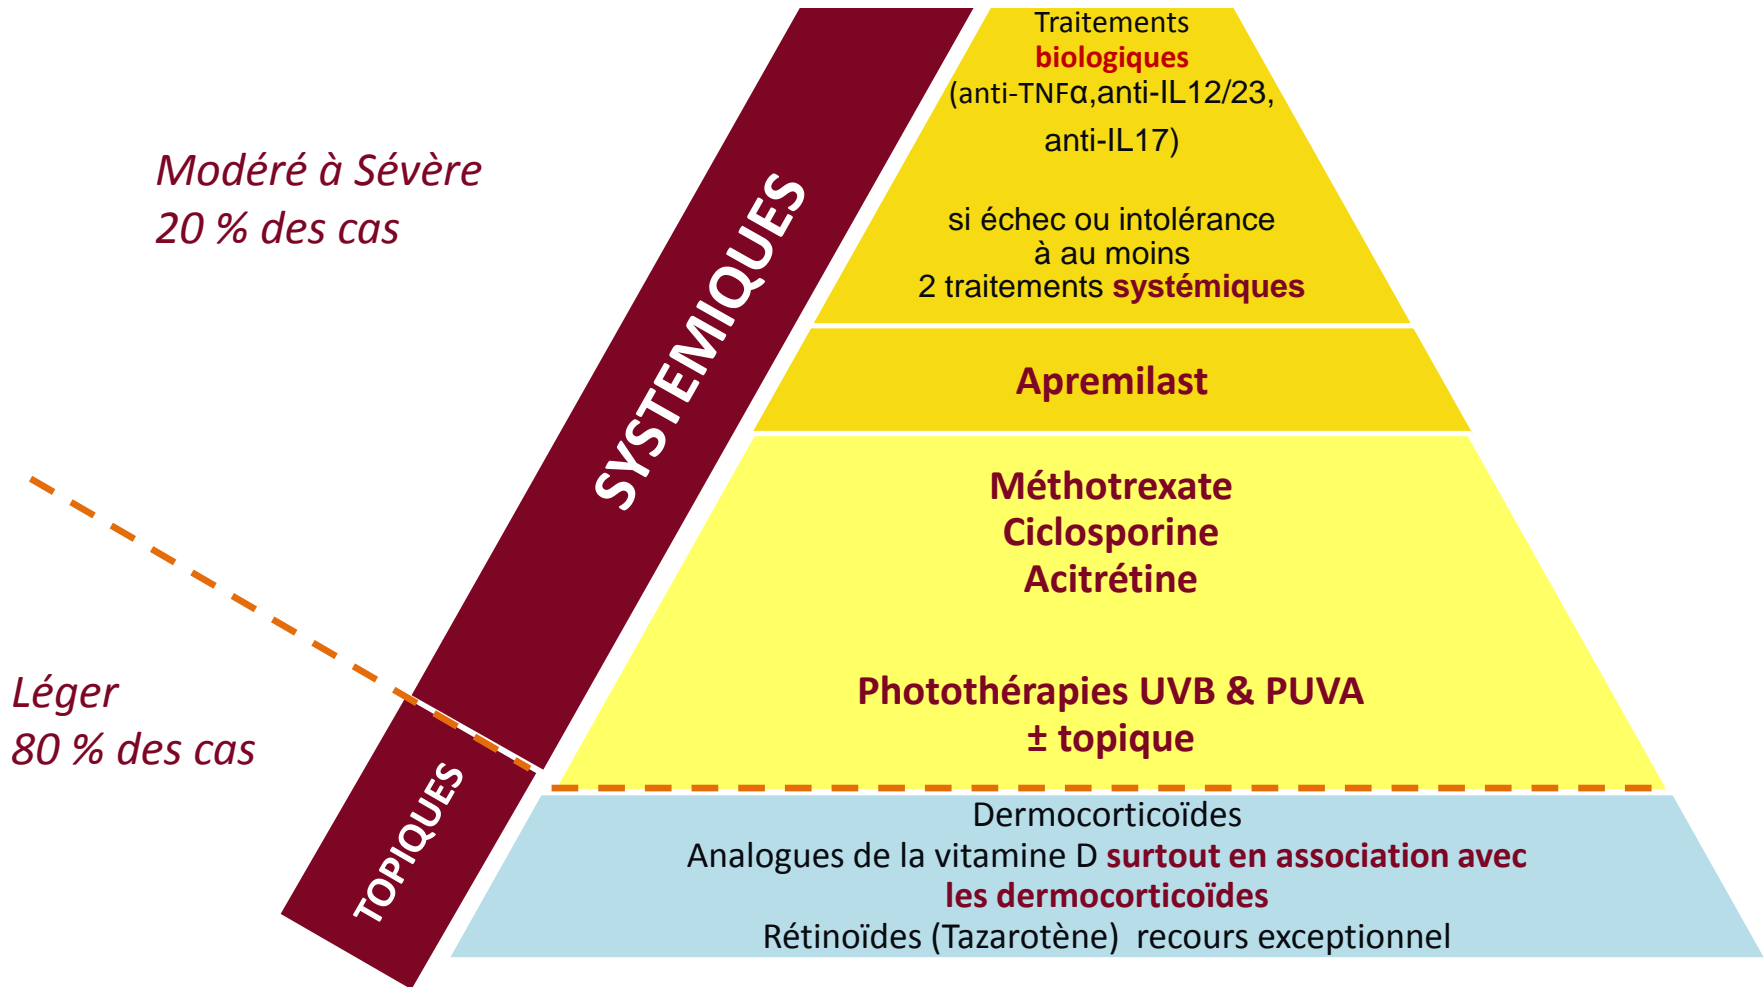 Traitements
biologiques
(anti-TNFα,anti-IL12/23,
anti-IL17)
si échec ou intolérance
à au moins
2 traitements systémiques
Modéré à Sévère
20 % des cas
SYSTEMIQUES
Apremilast
Méthotrexate
Ciclosporine
Acitrétine
Photothérapies UVB & PUVA
± topique
Léger
80 % des cas
TOPIQUES
Dermocorticoïdes
Analogues de la vitamine D surtout en association avec
les dermocorticoïdes
Rétinoïdes (Tazarotène) recours exceptionnel